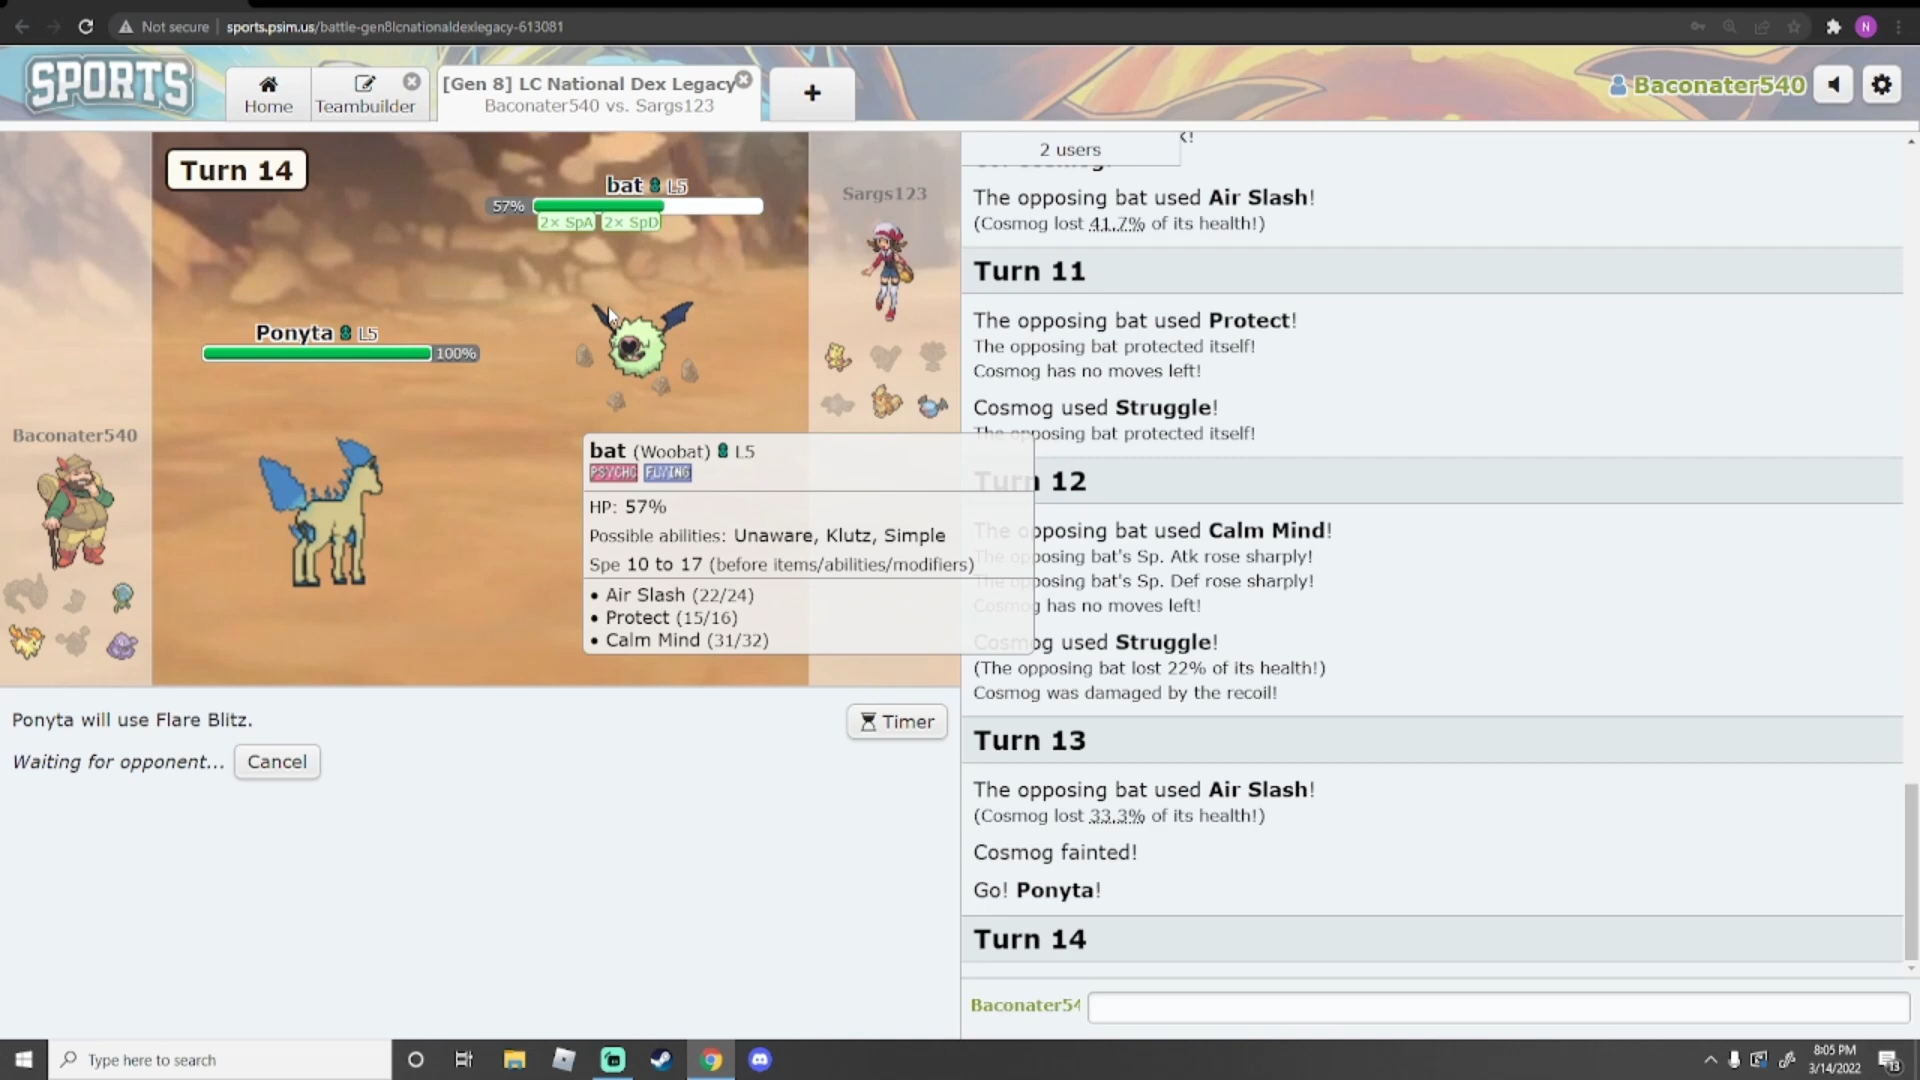 Not secure | sports.psim.us/battle-gen8lcnationaldexlegacy-613081
N
SPORTS
Home
Teambuilder
[Gen 8] LC National Dex Legacy
Baconater540 vs. Sargs123
+
Baconater540
Turn 14
bat L5
57%
2× SpA 2× SpD
Ponyta L5
100%
Sargs123
Baconater540
bat (Woobat) L5
PSYCHC FLYING
HP: 57%
Possible abilities: Unaware, Klutz, Simple
Spe 10 to 17 (before items/abilities/modifiers)
• Air Slash (22/24)
• Protect (15/16)
• Calm Mind (31/32)
Ponyta will use Flare Blitz.
Timer
Waiting for opponent... Cancel
2 users
The opposing bat used Air Slash!
(Cosmog lost 41.7% of its health!)
Turn 11
The opposing bat used Protect!
The opposing bat protected itself!
Cosmog has no moves left!
Cosmog used Struggle!
The opposing bat protected itself!
Turn 12
The opposing bat used Calm Mind!
The opposing bat's Sp. Atk rose sharply!
The opposing bat's Sp. Def rose sharply!
Cosmog has no moves left!
Cosmog used Struggle!
(The opposing bat lost 22% of its health!)
Cosmog was damaged by the recoil!
Turn 13
The opposing bat used Air Slash!
(Cosmog lost 33.3% of its health!)
Cosmog fainted!
Go! Ponyta!
Turn 14
Baconater54
Type here to search
8:05 PM
3/14/2022
13